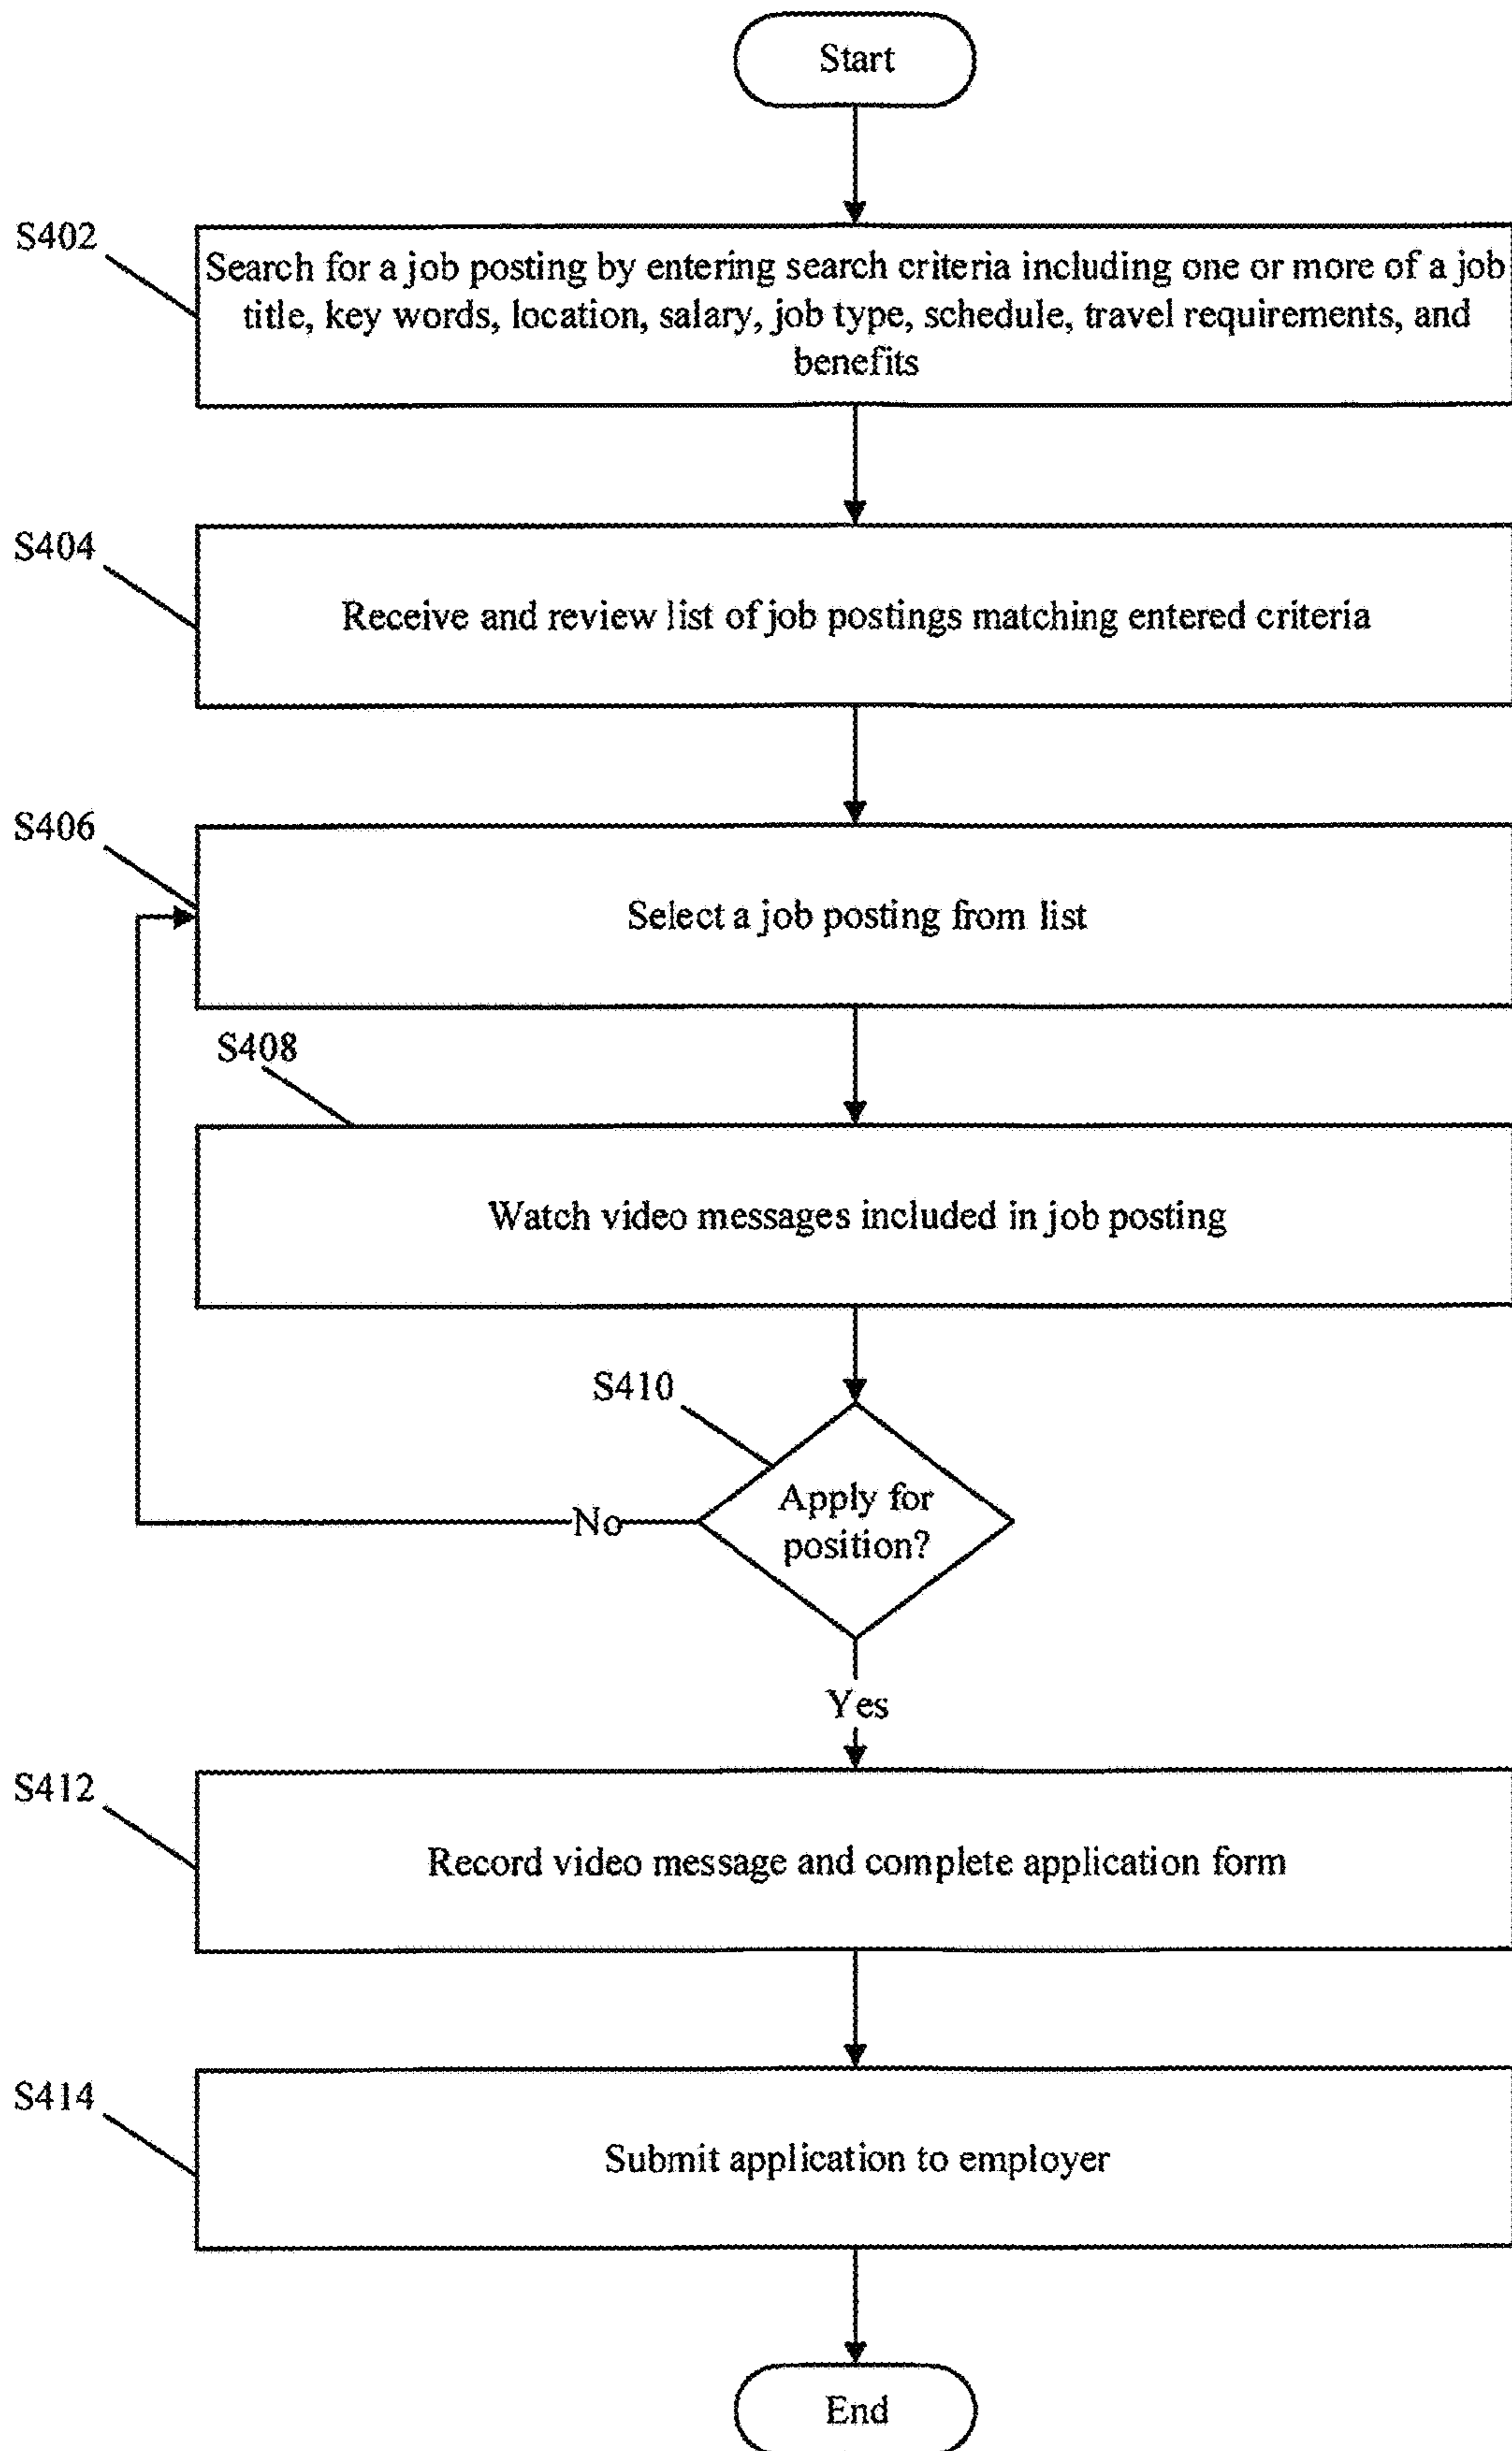 Start
S402
Search for a job posting by entering search criteria including one or more of a job
title, key words, location, salary, job type, schedule, travel requirements, and
benefits
S404
Receive and review list of job postings matching entered criteria
S406
Select a job posting from list
S408
Watch video messages included in job posting
S410
Apply for
position?
No
Yes
S412
Record video message and complete application form
S414
Submit application to employer
End